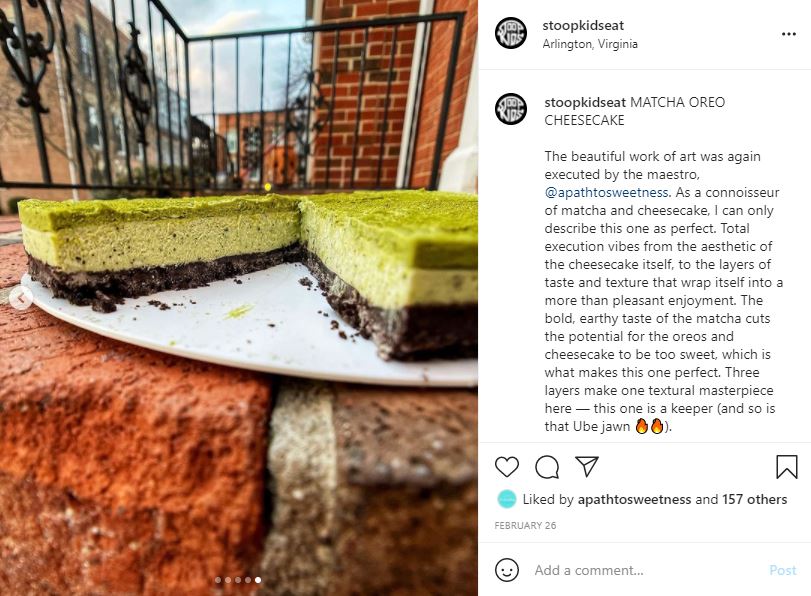 stoopkidseat
Arlington, Virginia
stoopkidseat MATCHA OREO
CHEESECAKE
The beautiful work of art was again
executed by the maestro,
@apathtosweetness. As a connoisseur
of matcha and cheesecake, I can only
describe this one as perfect. Total
execution vibes from the aesthetic of
the cheesecake itself, to the layers of
taste and texture that wrap itself into a
more than pleasant enjoyment. The
bold, earthy taste of the matcha cuts
the potential for the oreos and
cheesecake to be too sweet, which is
what makes this one perfect. Three
layers make one textural masterpiece
here — this one is a keeper (and so is
that Ube jawn 🔥🔥).
Liked by apathtosweetness and 157 others
FEBRUARY 26
Add a comment...
Post